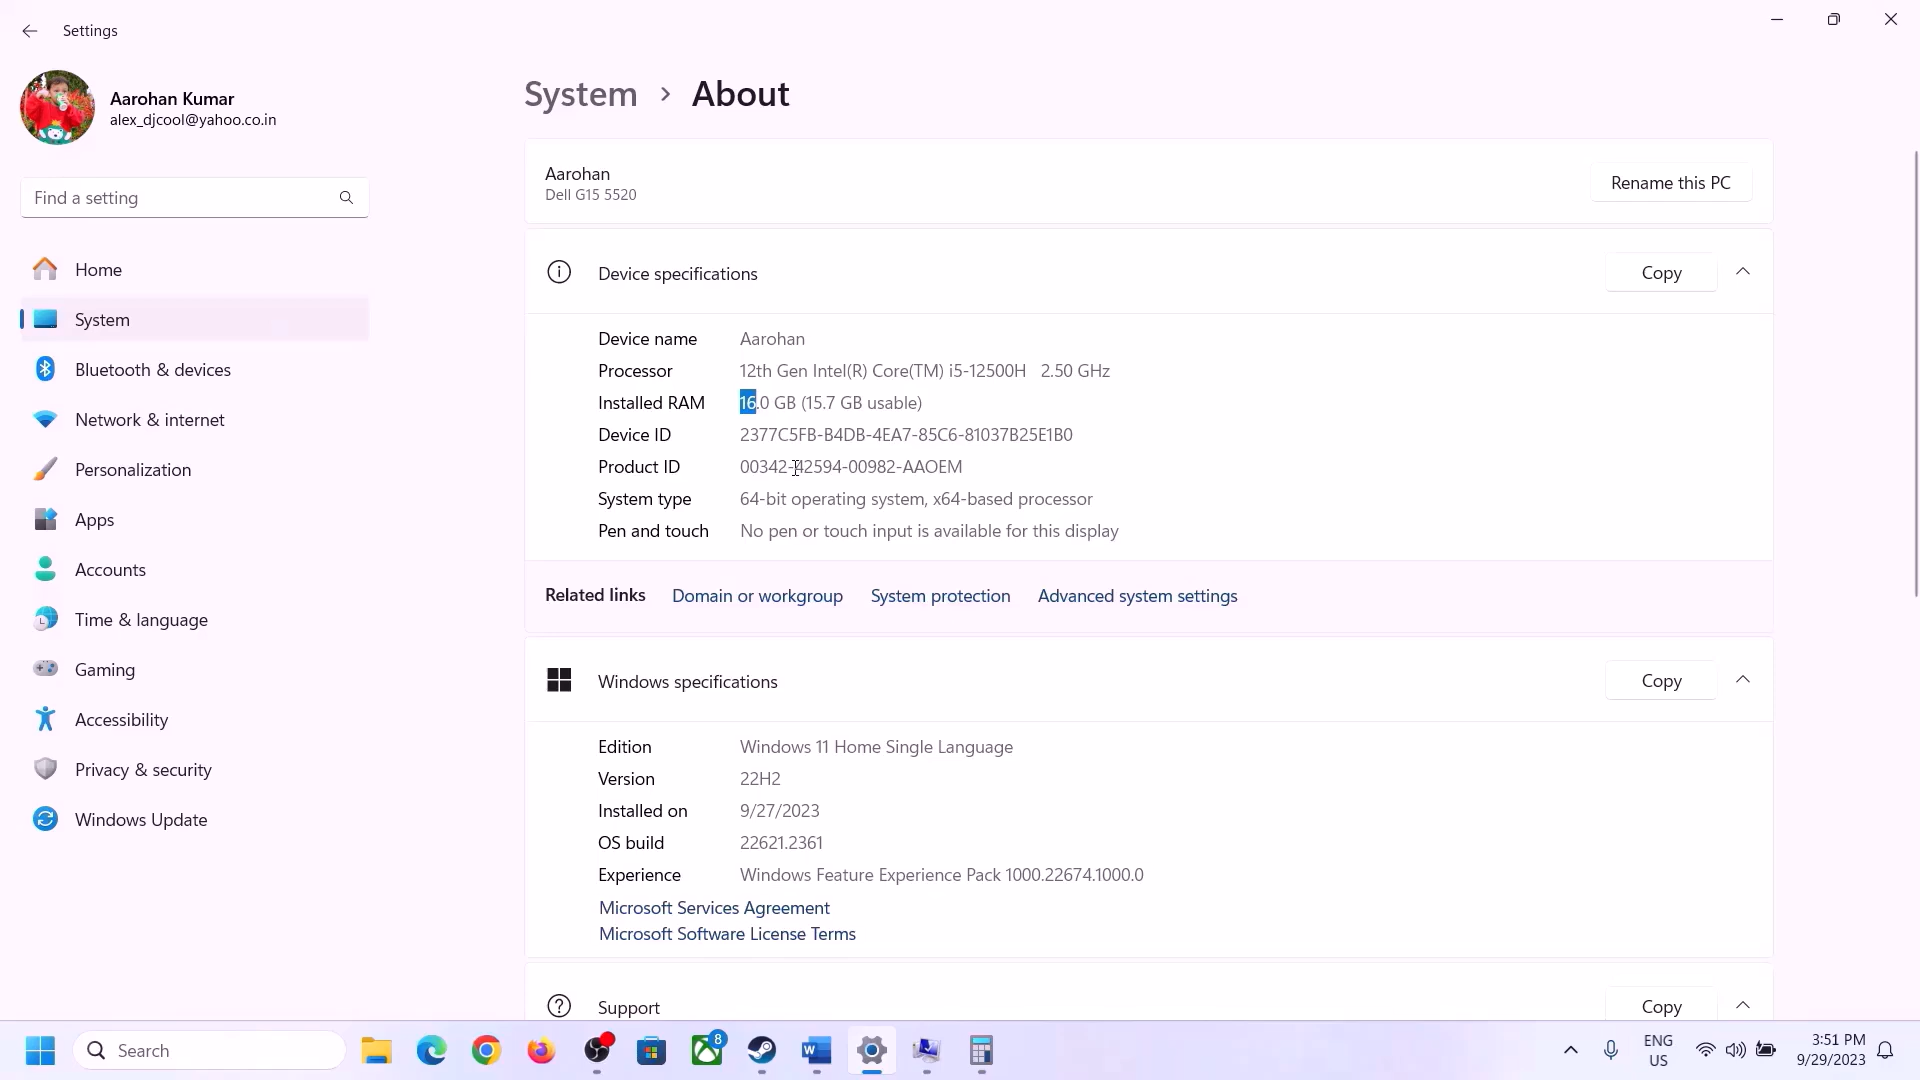 Settings
Aarohan Kumar
alex_djcool@yahoo.co.in
Find a setting
Home
System
Bluetooth & devices
Network & internet
Personalization
Apps
Accounts
Time & language
Gaming
Accessibility
Privacy & security
Windows Update
System > About
Aarohan
Dell G15 5520
Rename this PC
Device specifications
Copy
Device name Aarohan
Processor 12th Gen Intel(R) Core(TM) i5-12500H 2.50 GHz
Installed RAM 16.0 GB (15.7 GB usable)
Device ID 2377C5FB-B4DB-4EA7-85C6-81037B25E1B0
Product ID 00342-42594-00982-AAOEM
System type 64-bit operating system, x64-based processor
Pen and touch No pen or touch input is available for this display
Related links Domain or workgroup System protection Advanced system settings
Windows specifications
Copy
Edition Windows 11 Home Single Language
Version 22H2
Installed on 9/27/2023
OS build 22621.2361
Experience Windows Feature Experience Pack 1000.22674.1000.0
Microsoft Services Agreement
Microsoft Software License Terms
Support
Copy
Search
8
W
ENG
US
3:51 PM
9/29/2023